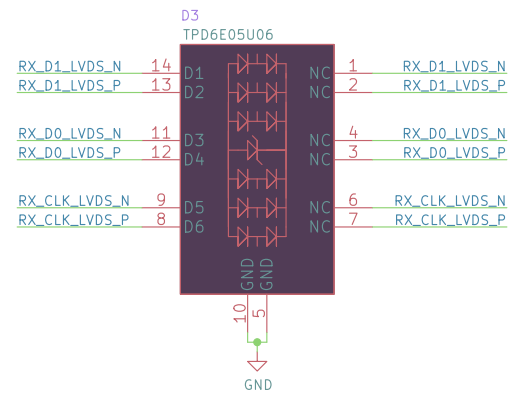 D3
TPD6E05U06
RX_D1_LVDS_N 14 D1 NC 1 RX_D1_LVDS_N
RX_D1_LVDS_P 13 D2 NC 2 RX_D1_LVDS_P
RX_D0_LVDS_N 11 D3 NC 4 RX_D0_LVDS_N
RX_D0_LVDS_P 12 D4 NC 3 RX_D0_LVDS_P
RX_CLK_LVDS_N 9 D5 NC 6 RX_CLK_LVDS_N
RX_CLK_LVDS_P 8 D6 NC 7 RX_CLK_LVDS_P
GND GND
10 5
GND